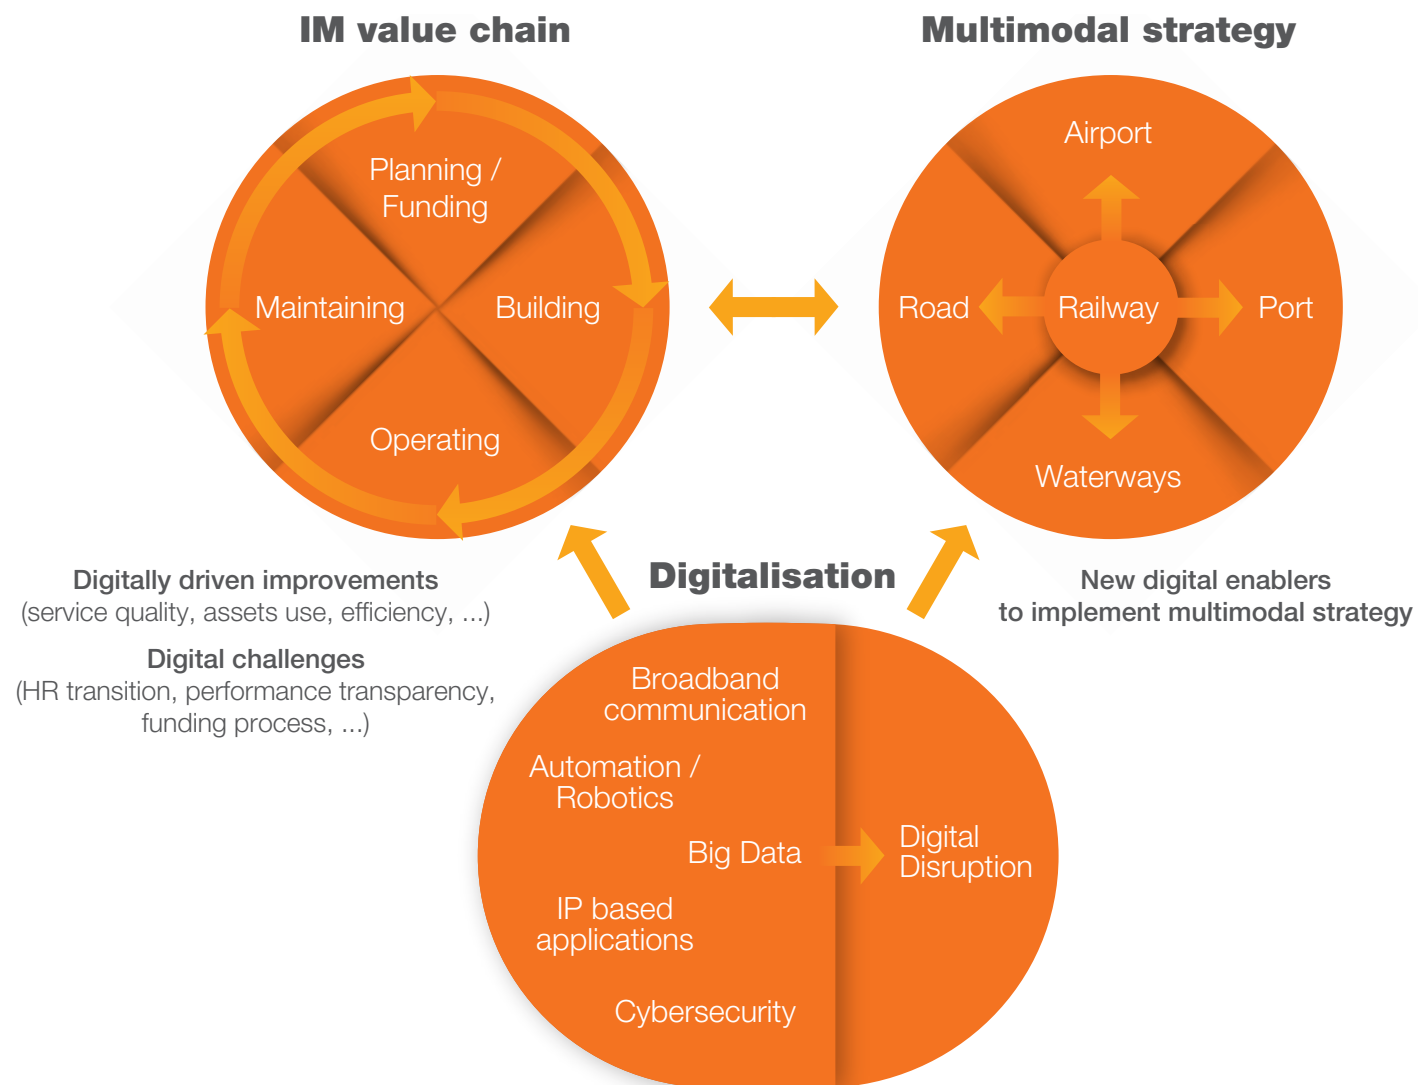 IM value chain
Planning /
Funding
Maintaining
Building
Operating
Multimodal strategy
Airport
Road
Railway
Port
Waterways
Digitally driven improvements
(service quality, assets use, efficiency, ...)
Digital challenges
(HR transition, performance transparency,
funding process, ...)
Digitalisation
New digital enablers
to implement multimodal strategy
Broadband
communication
Automation /
Robotics
Big Data
IP based
applications
Cybersecurity
Digital
Disruption